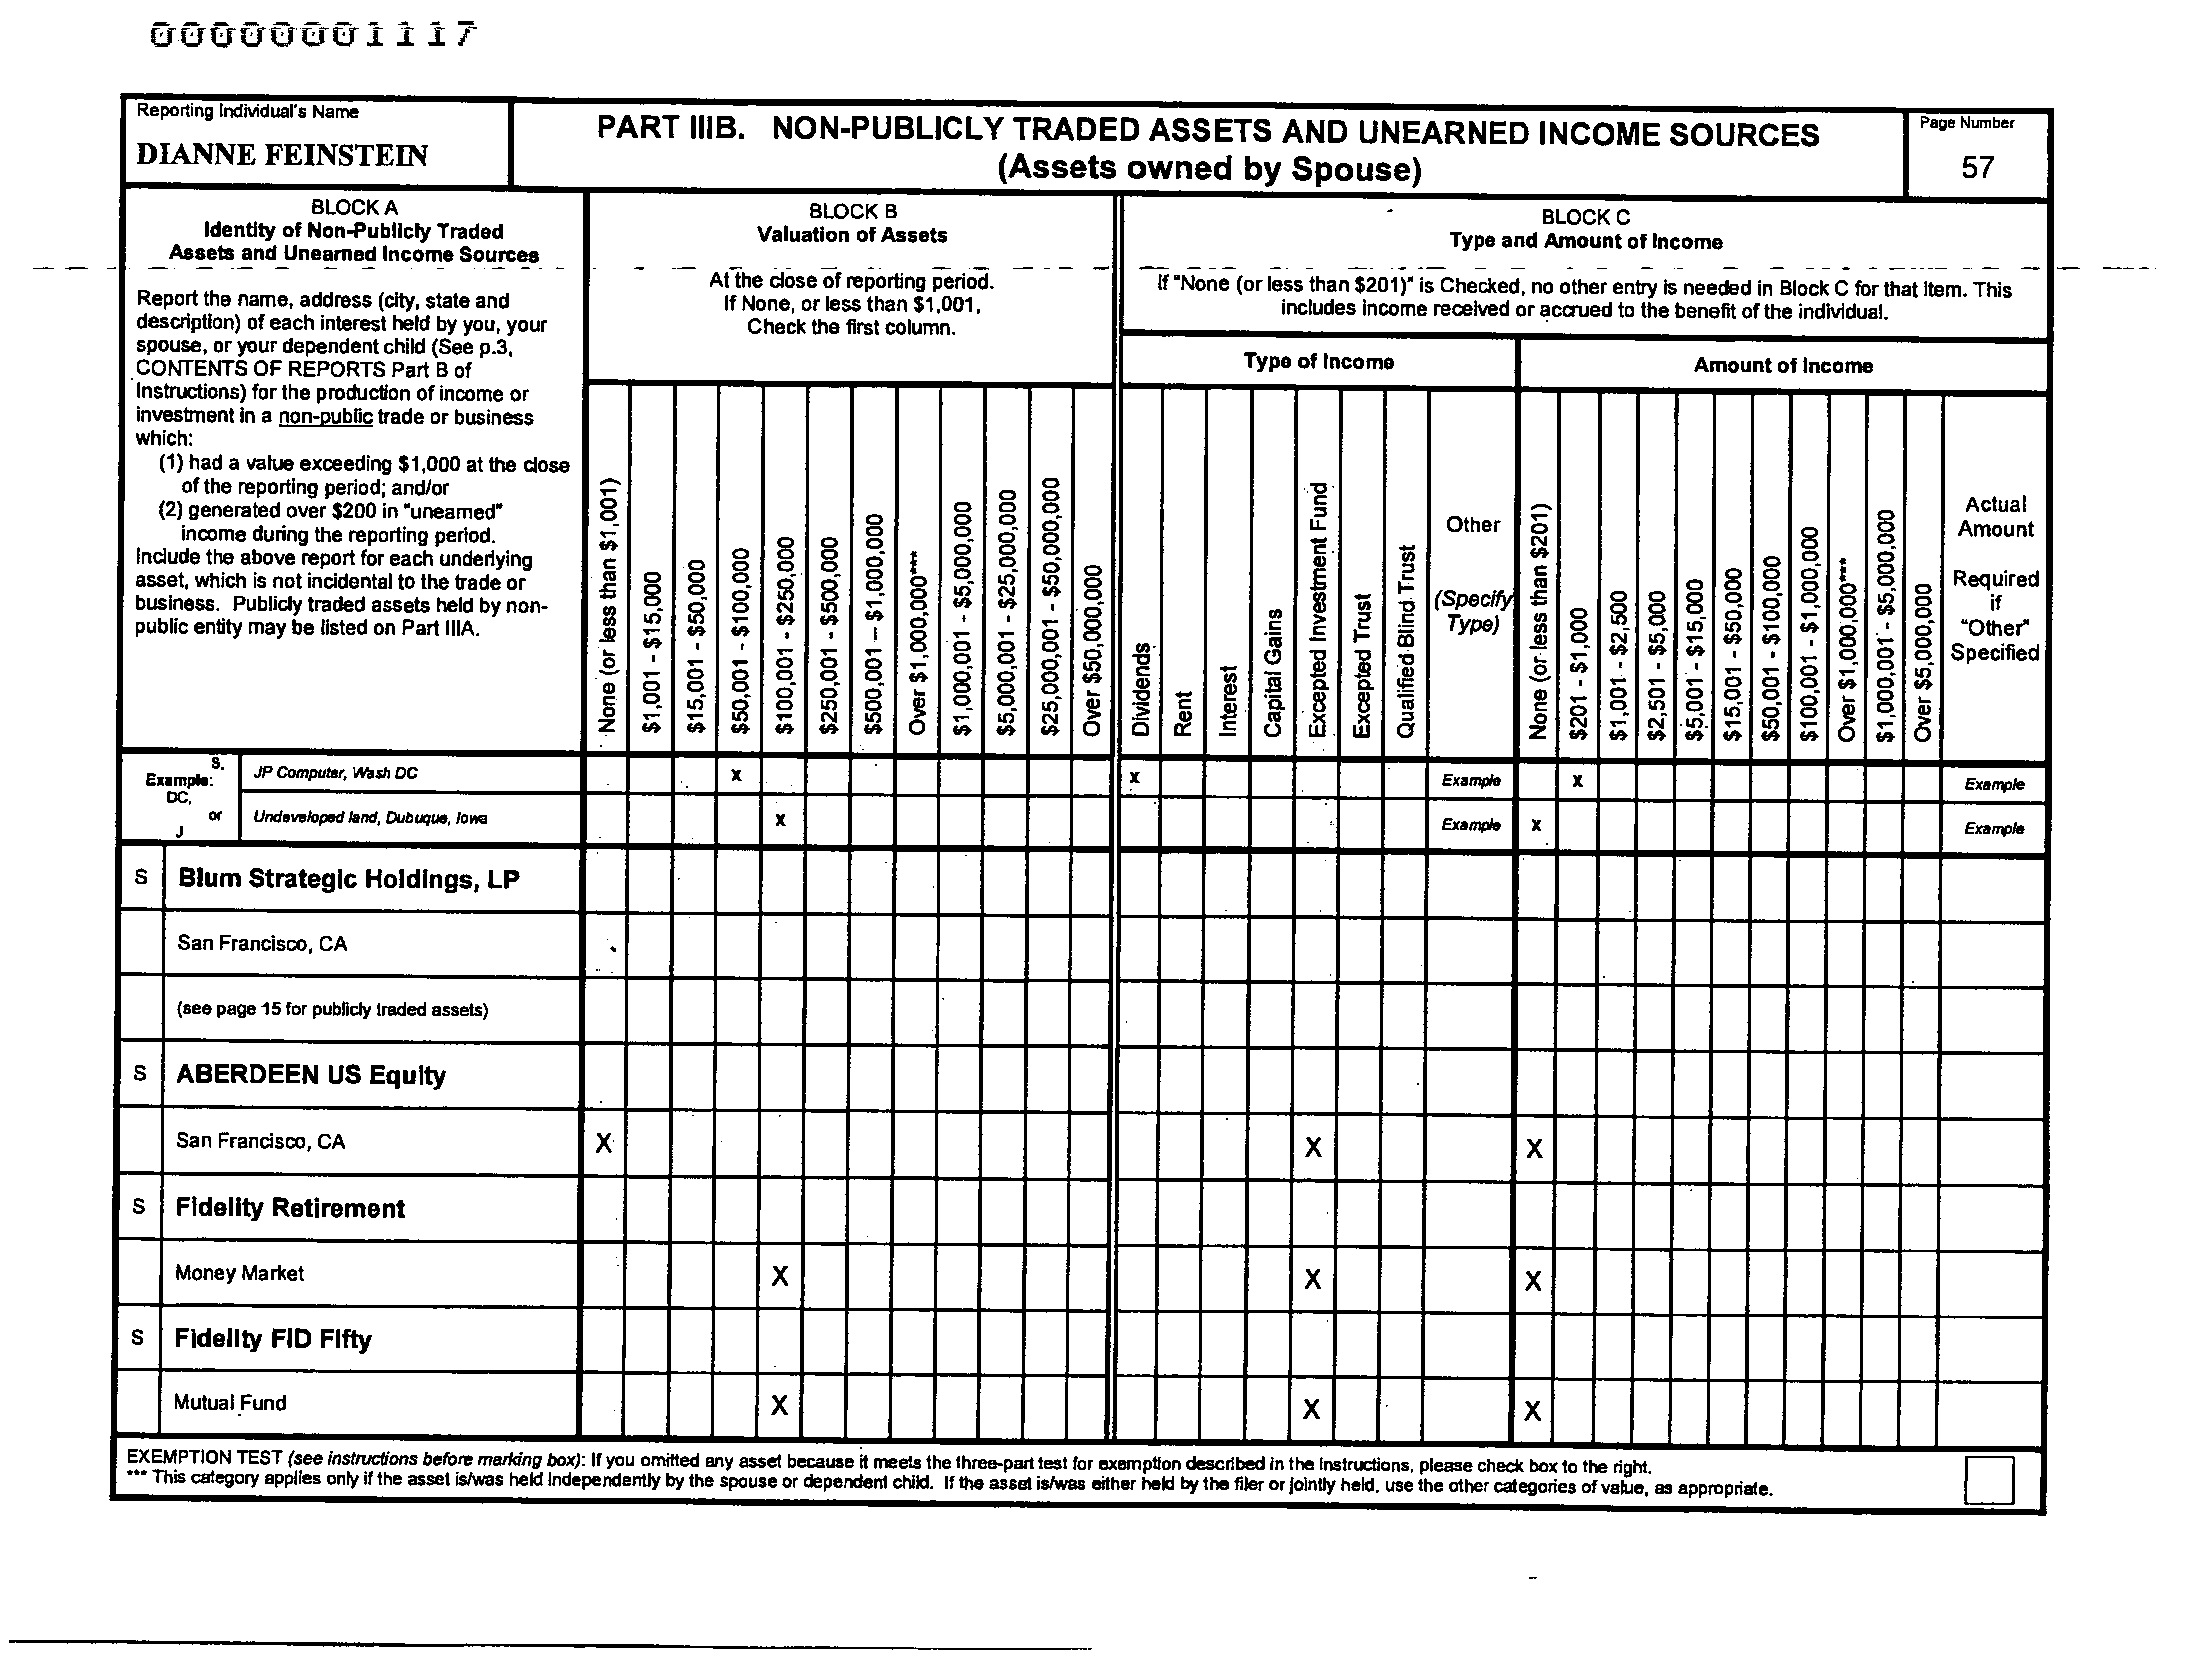 00000001117
Reporting Individual's Name
DIANNE FEINSTEIN
PART IIIB. NON-PUBLICLY TRADED ASSETS AND UNEARNED INCOME SOURCES
(Assets owned by Spouse)
Page Number
57
BLOCK A
Identity of Non-Publicly Traded
Assets and Unearned Income Sources
Report the name, address (city, state and
description) of each interest held by you, your
spouse, or your dependent child (See p.3,
CONTENTS OF REPORTS Part B of
Instructions) for the production of income or
investment in a non-public trade or business
which:
(1) had a value exceeding $1,000 at the close
of the reporting period; and/or
(2) generated over $200 in "unearned"
income during the reporting period.
Include the above report for each underlying
asset, which is not incidental to the trade or
business. Publicly traded assets held by non-
public entity may be listed on Part IIIA.
BLOCK B
Valuation of Assets
At the close of reporting period.
If None, or less than $1,001,
Check the first column.
None (or less than $1,001)
$1,001 - $15,000
$15,001 - $50,000
$50,001 - $100,000
$100,001 - $250,000
$250,001 - $500,000
$500,001 – $1,000,000
Over $1,000,000***
$1,000,001 - $5,000,000
$5,000,001 - $25,000,000
$25,000,001 - $50,000,000
Over $50,000,000
BLOCK C
Type and Amount of Income
If "None (or less than $201)" is Checked, no other entry is needed in Block C for that item. This
includes income received or accrued to the benefit of the individual.
Type of Income
Dividends
Rent
Interest
Capital Gains
Excepted Investment Fund
Excepted Trust
Qualified Blind Trust
Other
(Specify
Type)
Amount of Income
None (or less than $201)
$201 - $1,000
$1,001 - $2,500
$2,501 - $5,000
$5,001 - $15,000
$15,001 - $50,000
$50,001 - $100,000
$100,001 - $1,000,000
Over $1,000,000***
$1,000,001 - $5,000,000
Over $5,000,000
Actual
Amount
Required
if
"Other"
Specified
Example:
S.
DC,
or
J
JP Computer, Wash DC X X Example X Example
Undeveloped land, Dubuque, Iowa X Example X Example
S Blum Strategic Holdings, LP
San Francisco, CA
(see page 15 for publicly traded assets)
S ABERDEEN US Equity
San Francisco, CA X X X
S Fidelity Retirement
Money Market X X X
S Fidelity FID Fifty
Mutual Fund X X X
EXEMPTION TEST (see instructions before marking box): If you omitted any asset because it meets the three-part test for exemption described in the instructions, please check box to the right.
*** This category applies only if the asset is/was held independently by the spouse or dependent child. If the asset is/was either held by the filer or jointly held, use the other categories of value, as appropriate.